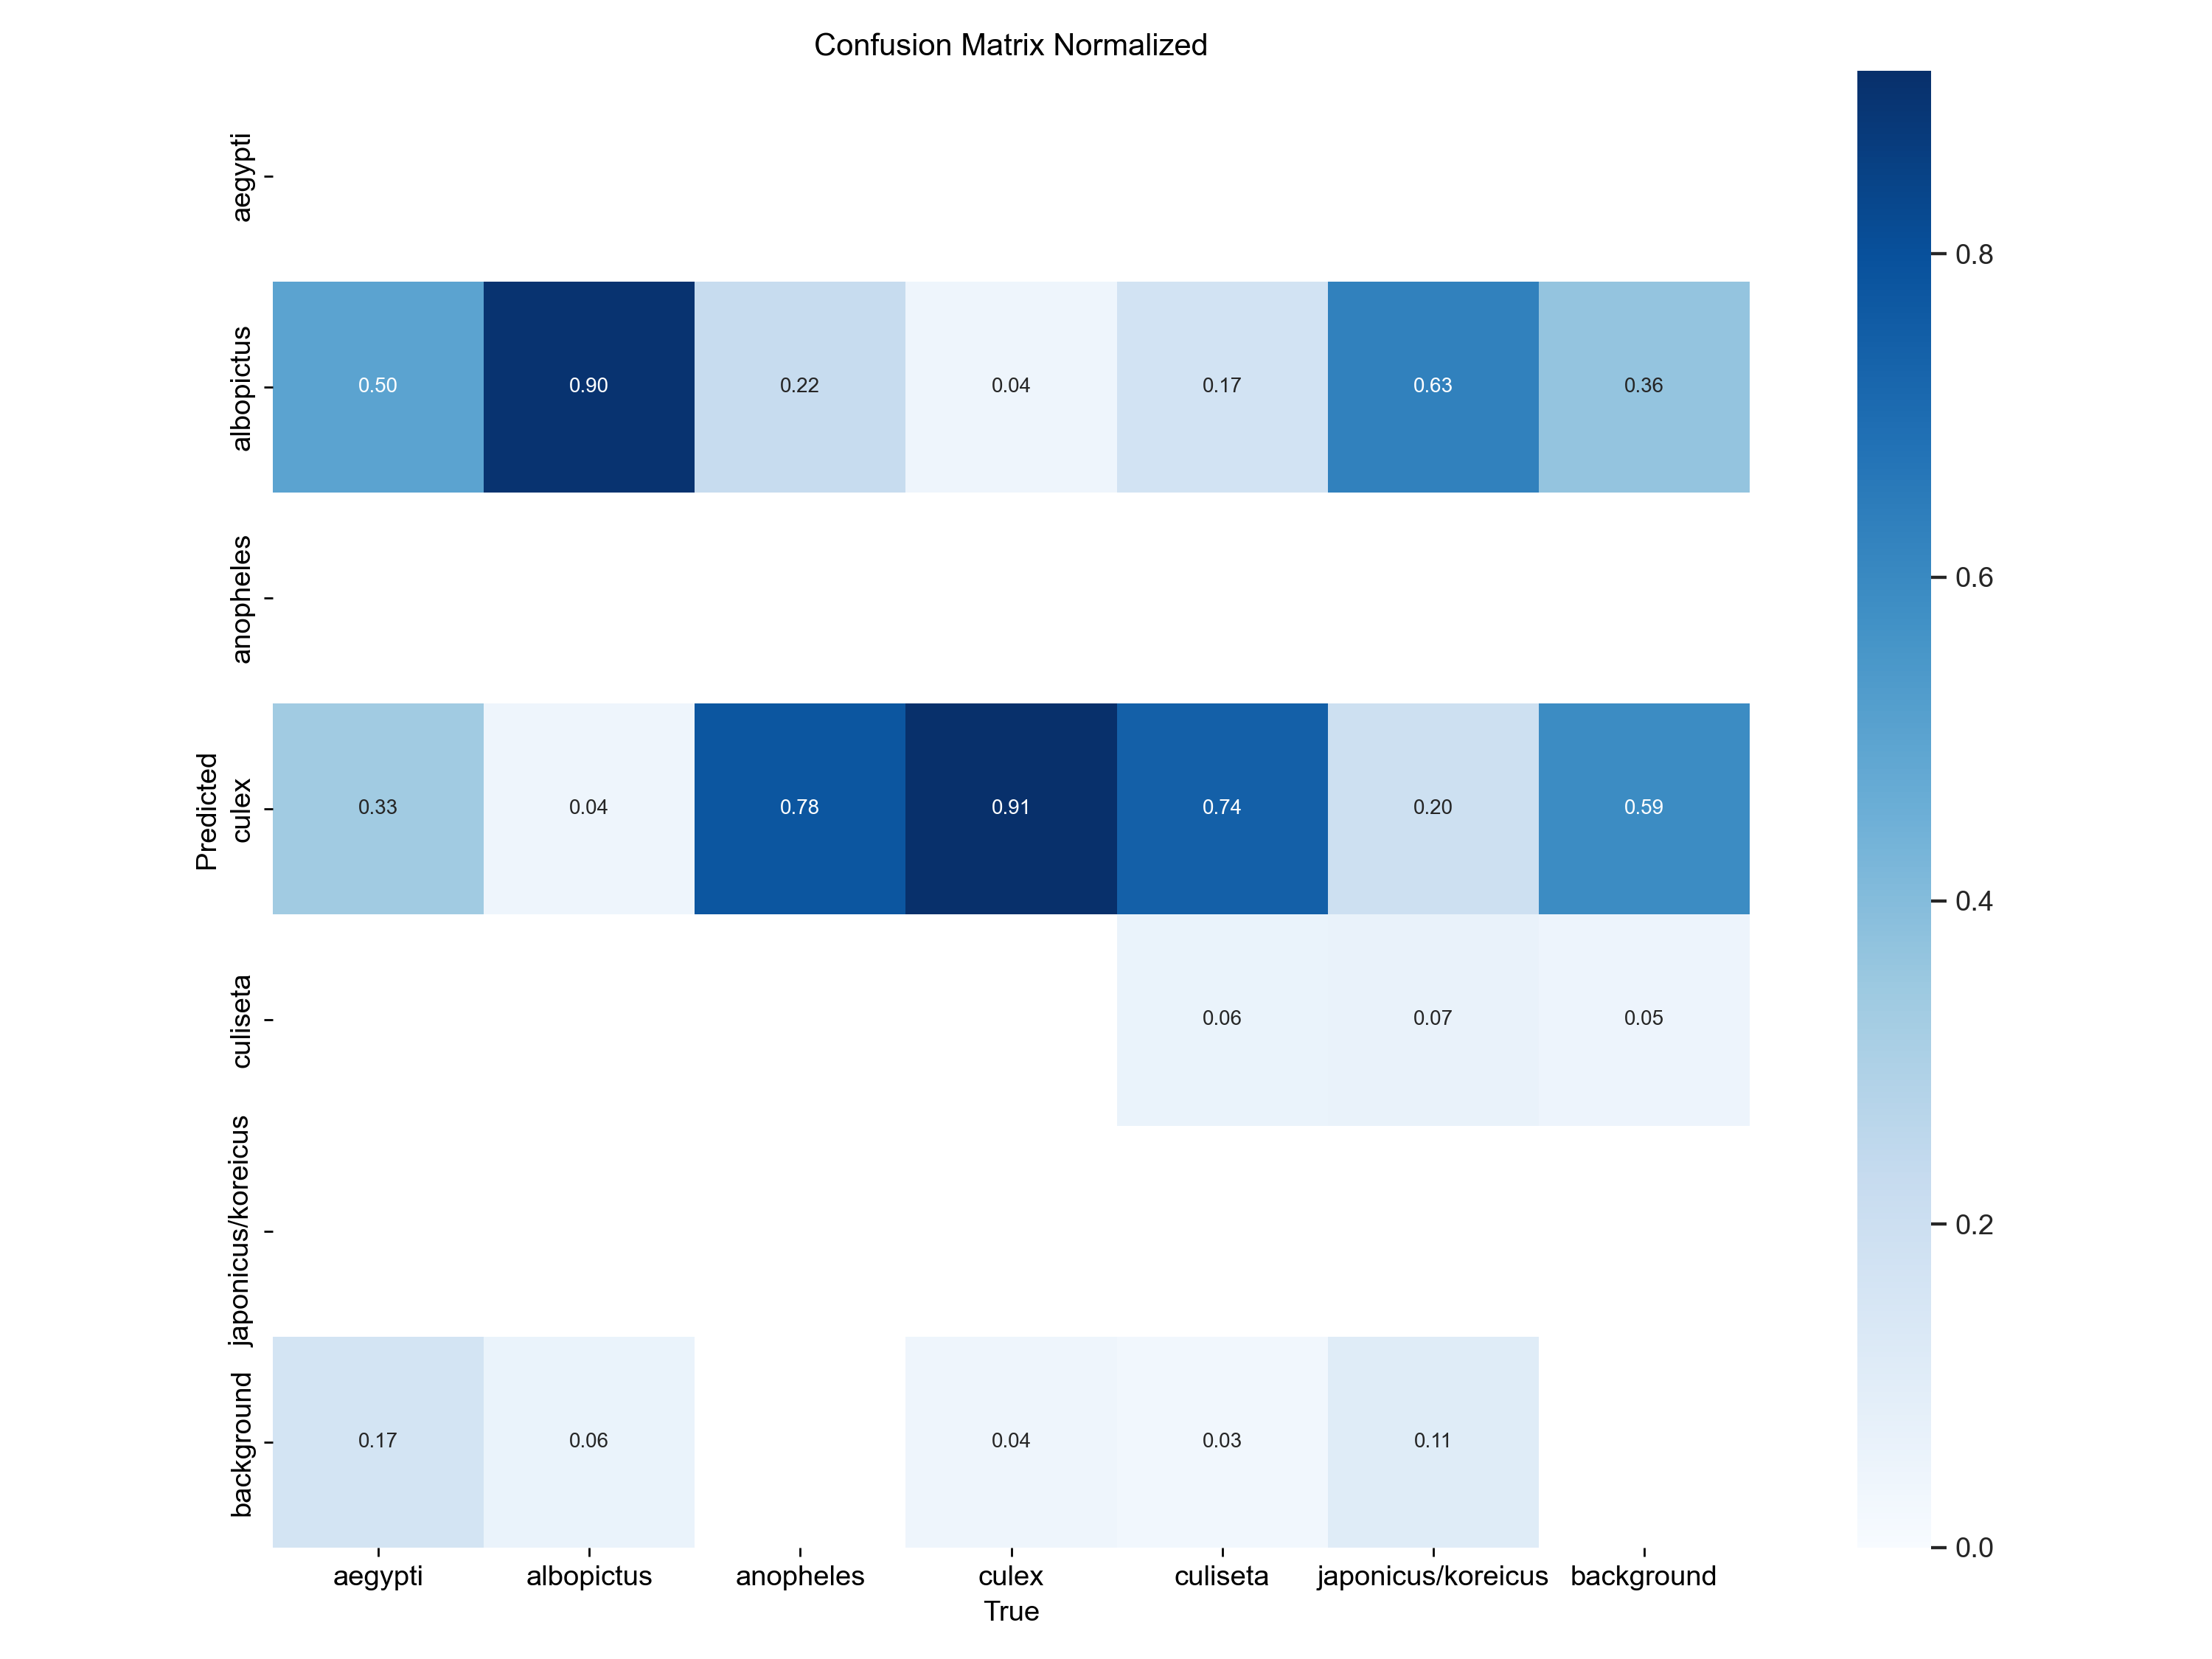 Confusion Matrix Normalized
aegypti
albopictus
anopheles
culex
culiseta
japonicus/koreicus
background
Predicted
0.50 0.90 0.22 0.04 0.17 0.63 0.36
0.33 0.04 0.78 0.91 0.74 0.20 0.59
0.06 0.07 0.05
0.17 0.06 0.04 0.03 0.11
aegypti albopictus anopheles culex culiseta japonicus/koreicus background
True
0.8
0.6
0.4
0.2
0.0